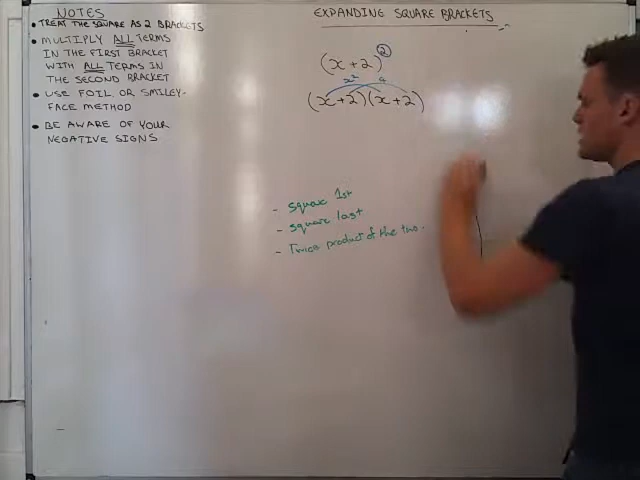 NOTES
• TREAT THE SQUARE AS 2 BRACKETS
• MULTIPLY ALL TERMS
IN THE FIRST BRACKET
WITH ALL TERMS IN
THE SECOND BRACKET
• USE FOIL OR SMILEY-
FACE METHOD
• BE AWARE OF YOUR
NEGATIVE SIGNS
EXPANDING SQUARE BRACKETS
(x+2)²
x² 4
(x+2)(x+2)
- square 1st
- square last
- Twice product of the two.